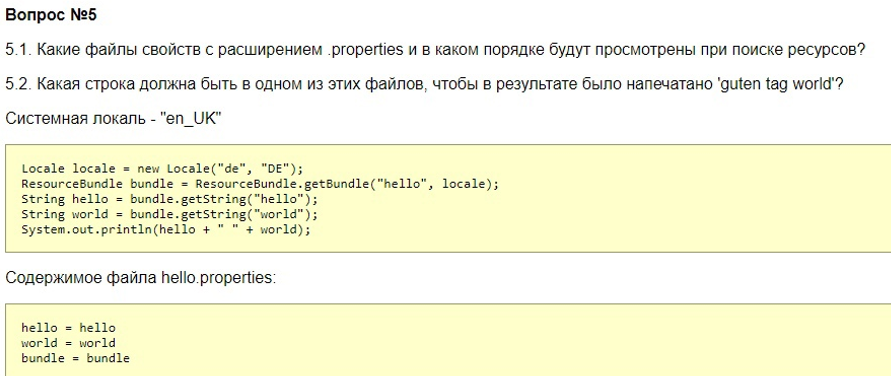 Вопрос №5
5.1. Какие файлы свойств с расширением .properties и в каком порядке будут просмотрены при поиске ресурсов?
5.2. Какая строка должна быть в одном из этих файлов, чтобы в результате было напечатано 'guten tag world'?
Системная локаль - "en_UK"
Locale locale = new Locale("de", "DE");
ResourceBundle bundle = ResourceBundle.getBundle("hello", locale);
String hello = bundle.getString("hello");
String world = bundle.getString("world");
System.out.println(hello + " " + world);
Содержимое файла hello.properties:
hello = hello
world = world
bundle = bundle